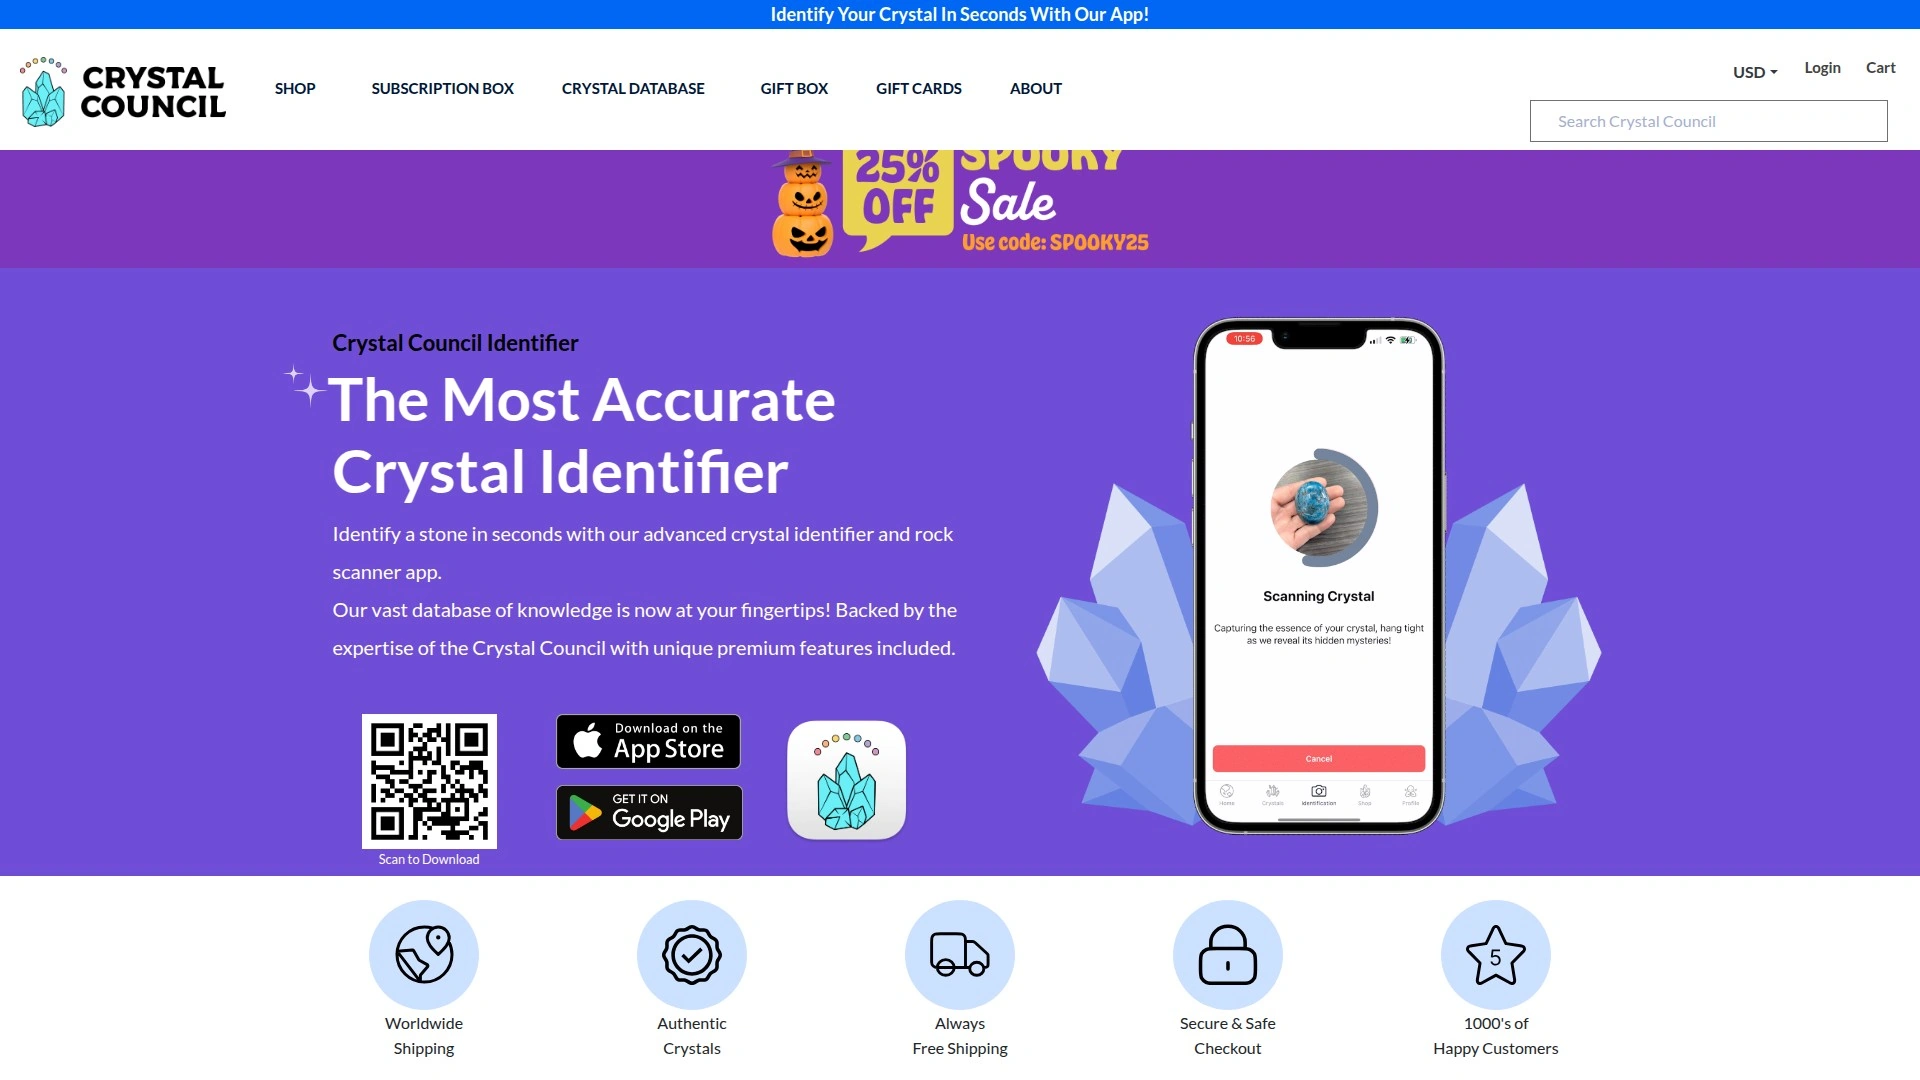 Identify Your Crystal In Seconds With Our App!
CRYSTAL
COUNCIL
SHOP
SUBSCRIPTION BOX
CRYSTAL DATABASE
GIFT BOX
GIFT CARDS
ABOUT
USD
Login
Cart
Search Crystal Council
25%
OFF
SPOOKY
Sale
Use code: SPOOKY25
Crystal Council Identifier
The Most Accurate
Crystal Identifier
Identify a stone in seconds with our advanced crystal identifier and rock
scanner app.
Our vast database of knowledge is now at your fingertips! Backed by the
expertise of the Crystal Council with unique premium features included.
Scan to Download
Download on the
App Store
GET IT ON
Google Play
10:56
Scanning Crystal
Capturing the essence of your crystal, hang tight
as we reveal its hidden mysteries!
Cancel
Home
Crystals
Identification
Shop
Profile
Worldwide
Shipping
Authentic
Crystals
Always
Free Shipping
Secure & Safe
Checkout
5
1000's of
Happy Customers